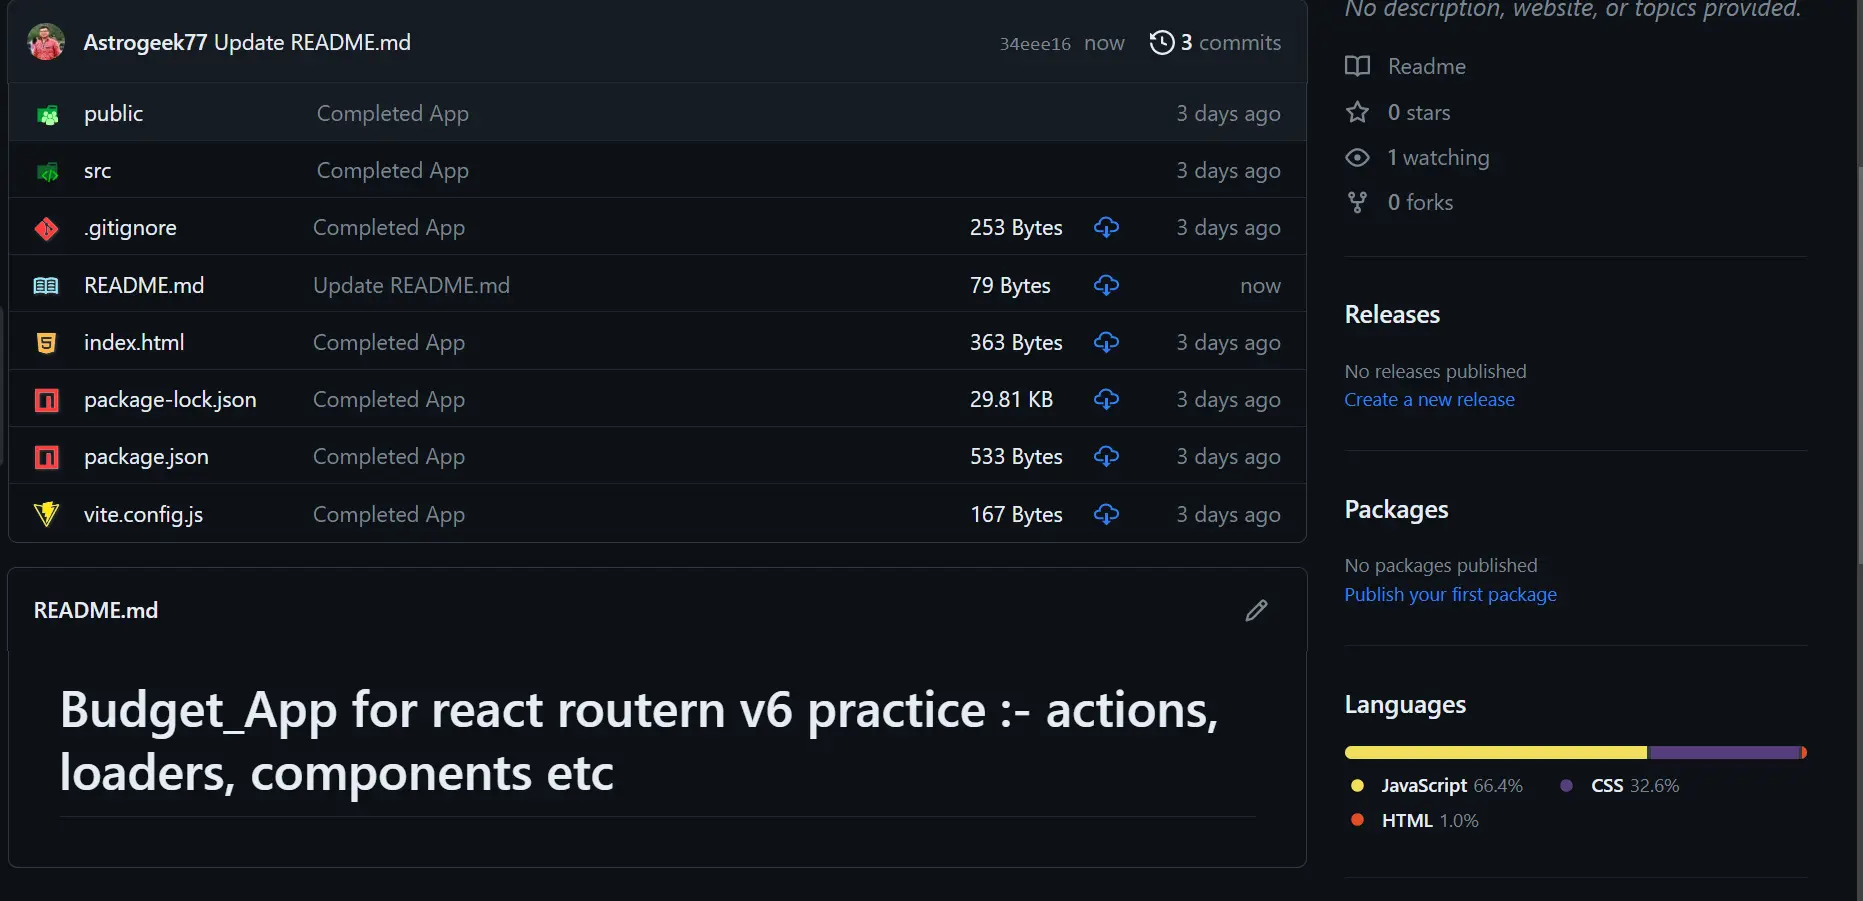 Astrogeek77 Update README.md 34eee16 now 3 commits
public Completed App 3 days ago
src Completed App 3 days ago
.gitignore Completed App 253 Bytes 3 days ago
README.md Update README.md 79 Bytes now
index.html Completed App 363 Bytes 3 days ago
package-lock.json Completed App 29.81 KB 3 days ago
package.json Completed App 533 Bytes 3 days ago
vite.config.js Completed App 167 Bytes 3 days ago
README.md
Budget_App for react routern v6 practice :- actions,
loaders, components etc
No description, website, or topics provided.
Readme
0 stars
1 watching
0 forks
Releases
No releases published
Create a new release
Packages
No packages published
Publish your first package
Languages
JavaScript 66.4% CSS 32.6%
HTML 1.0%